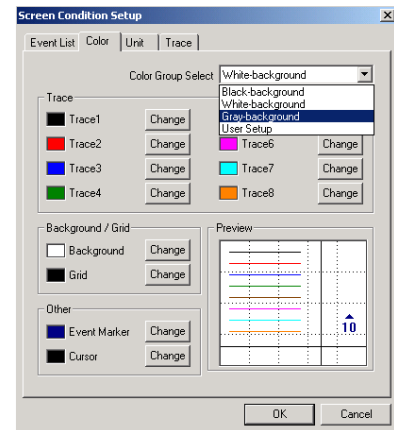 Screen Condition Setup
Event List Color Unit Trace
Color Group Select White-background
Black-background
White-background
Gray-background
User Setup
Trace
Trace1 Change
Trace2 Change Trace6 Change
Trace3 Change Trace7 Change
Trace4 Change Trace8 Change
Background / Grid Preview
Background Change
Grid Change
Other
Event Marker Change
Cursor Change
10
OK Cancel